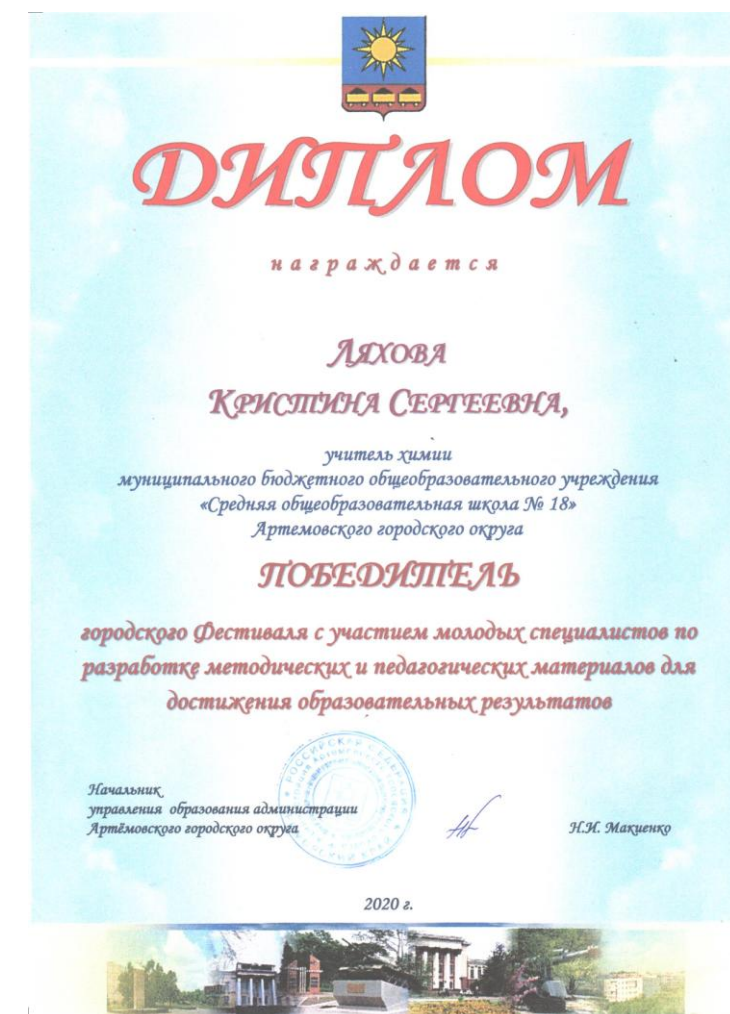 ДИПЛОМ
награждается
ЛЯХОВА
КРИСТИНА СЕРГЕЕВНА,
учитель химии
муниципального бюджетного общеобразовательного учреждения
«Средняя общеобразовательная школа № 18»
Артемовского городского округа
ПОБЕДИТЕЛЬ
городского Фестиваля с участием молодых специалистов по
разработке методических и педагогических материалов для
достижения образовательных результатов
РОССИЙСКАЯ ФЕДЕРАЦИЯ
Начальник
управления образования администрации
Артёмовского городского округа
Н.И. Макиенко
2020 г.